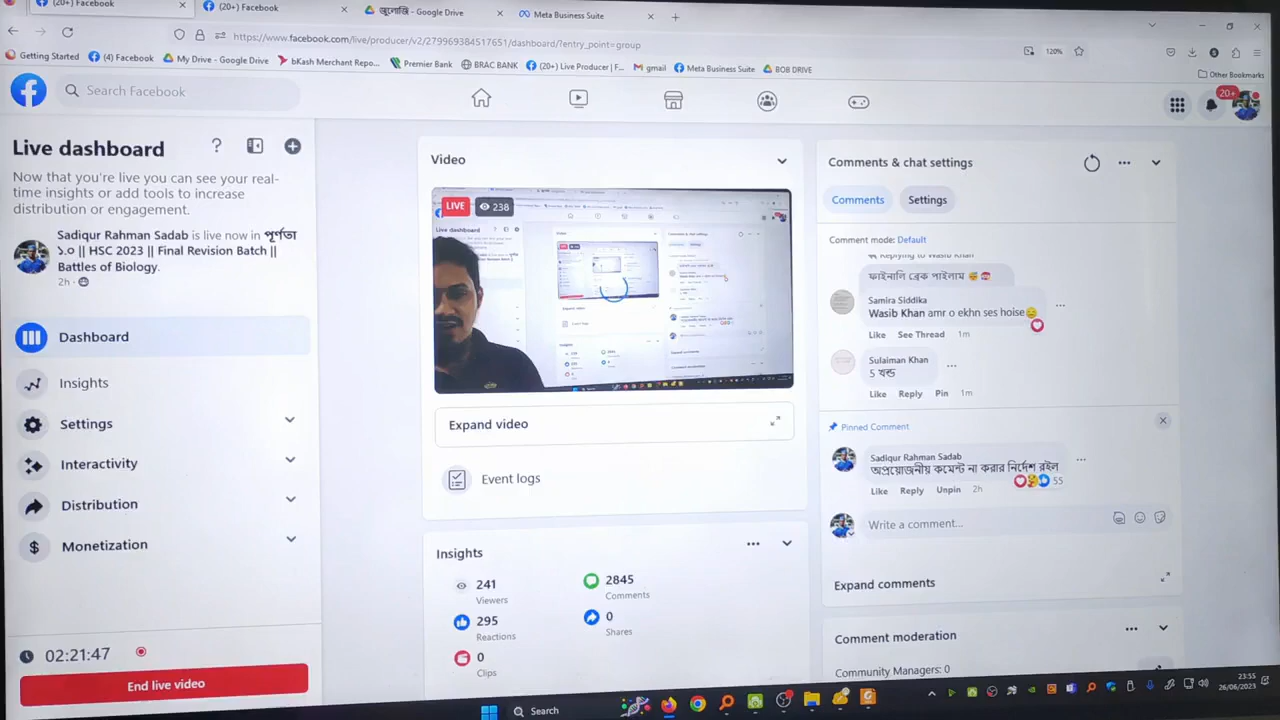 (20+) Facebook
(20+) Facebook
Google Drive
Meta Business Suite
https://www.facebook.com/live/producer/v2/279969384517651/dashboard/?entry_point=group
120%
Getting Started
(4) Facebook
My Drive - Google Drive
bKash Merchant Repo...
Premier Bank
BRAC BANK
(20+) Live Producer | F...
gmail
Meta Business Suite
BOB DRIVE
Other Bookmarks
Search Facebook
20+
Live dashboard
Now that you're live you can see your real-
time insights or add tools to increase
distribution or engagement.
Sadiqur Rahman Sadab is live now in পূর্ণতা
১.০ || HSC 2023 || Final Revision Batch ||
Battles of Biology.
2h
Dashboard
Insights
Settings
Interactivity
Distribution
Monetization
02:21:47
End live video
Video
LIVE
238
Live dashboard
Expand video
Event logs
Insights
241
Viewers
2845
Comments
295
Reactions
0
Shares
0
Clips
Comments & chat settings
Comments
Settings
Comment mode: Default
Replying to Wasib Khan
ফাইনালি ব্রেক পাইলাম
Samira Siddika
Wasib Khan amr o ekhn ses hoise
Like See Thread 1m
Sulaiman Khan
5 খন্ড
Like Reply Pin 1m
Pinned Comment
Sadiqur Rahman Sadab
অপ্রয়োজনীয় কমেন্ট না করার নির্দেশ রইল
55
Like Reply Unpin 2h
Write a comment...
Expand comments
Comment moderation
Community Managers: 0
Search
23:55
26/06/2023